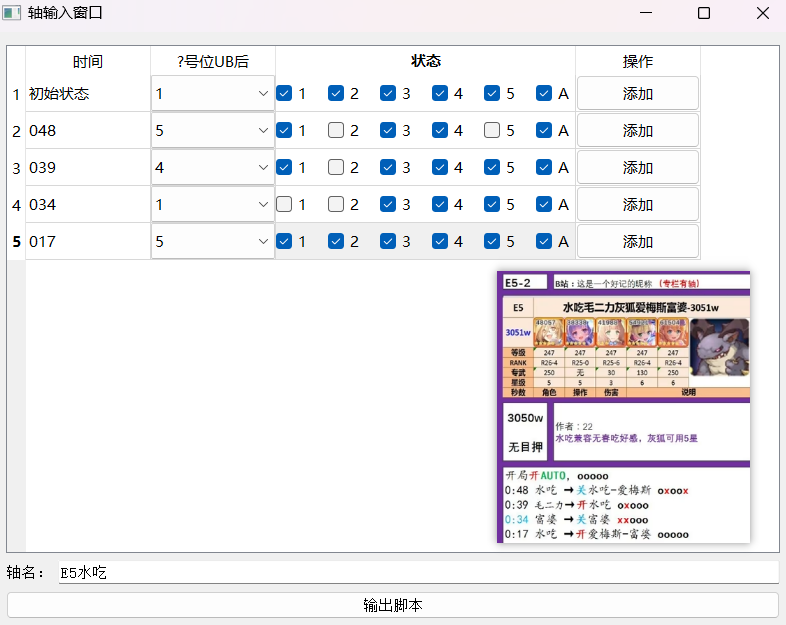 轴输入窗口
时间 ?号位UB后 状态 操作
1 初始状态 1 1 2 3 4 5 A 添加
2 048 5 1 2 3 4 5 A 添加
3 039 4 1 2 3 4 5 A 添加
4 034 1 1 2 3 4 5 A 添加
5 017 5 1 2 3 4 5 A 添加
E5-2 B站：这是一个好记的昵称 （专栏有轴）
E5 水吃毛二力灰狐爱梅斯富婆-3051w
3051w
等级 247 247 247 247 247
RANK R26-4 R25-0 R25-6 R26-4 R26-4
专武 250 无 30 130 250
星级 5 5 3 6 6
秒数 角色 操作 伤害 说明
3050w
无目押
作者：22
水吃兼容无春吃好感，灰狐可用5星
开局开AUTO，ooooo
0:48 水吃 →关水吃-爱梅斯 oxoox
0:39 毛二力→开水吃 oxooo
0:34 富婆 →关富婆 xxooo
0:17 水吃 →开爱梅斯-富婆 ooooo
轴名： E5水吃
输出脚本